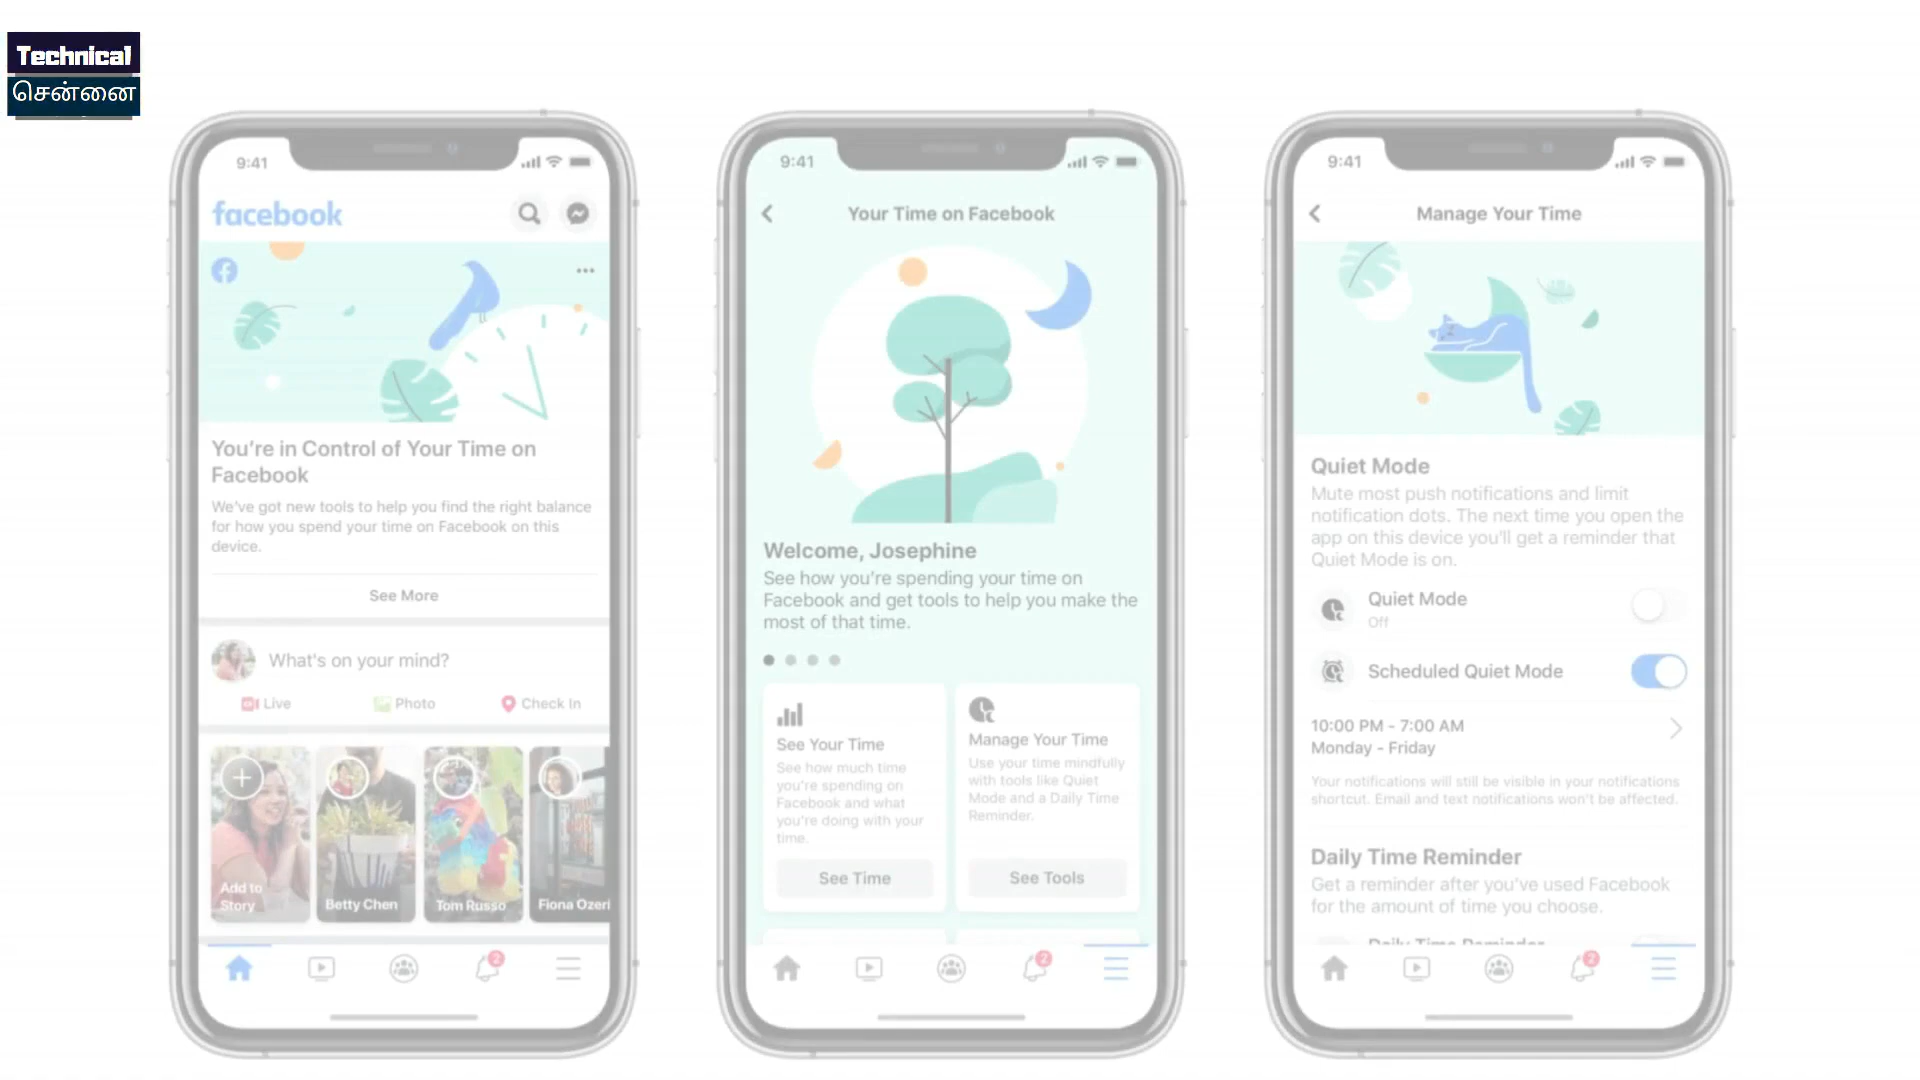 Technical
சென்னை
9:41
facebook
You're in Control of Your Time on
Facebook
We've got new tools to help you find the right balance
for how you spend your time on Facebook on this
device.
See More
What's on your mind?
Live
Photo
Check In
Add to
Story
Betty Chen
Tom Russo
Fiona Ozeri
2
9:41
Your Time on Facebook
Welcome, Josephine
See how you're spending your time on
Facebook and get tools to help you make the
most of that time.
See Your Time
See how much time
you're spending on
Facebook and what
you're doing with your
time.
See Time
Manage Your Time
Use your time mindfully
with tools like Quiet
Mode and a Daily Time
Reminder.
See Tools
2
9:41
Manage Your Time
Quiet Mode
Mute most push notifications and limit
notification dots. The next time you open the
app on this device you'll get a reminder that
Quiet Mode is on.
Quiet Mode
Off
Scheduled Quiet Mode
10:00 PM - 7:00 AM
Monday - Friday
Your notifications will still be visible in your notifications
shortcut. Email and text notifications won't be affected.
Daily Time Reminder
Get a reminder after you've used Facebook
for the amount of time you choose.
Daily Time Reminder
2